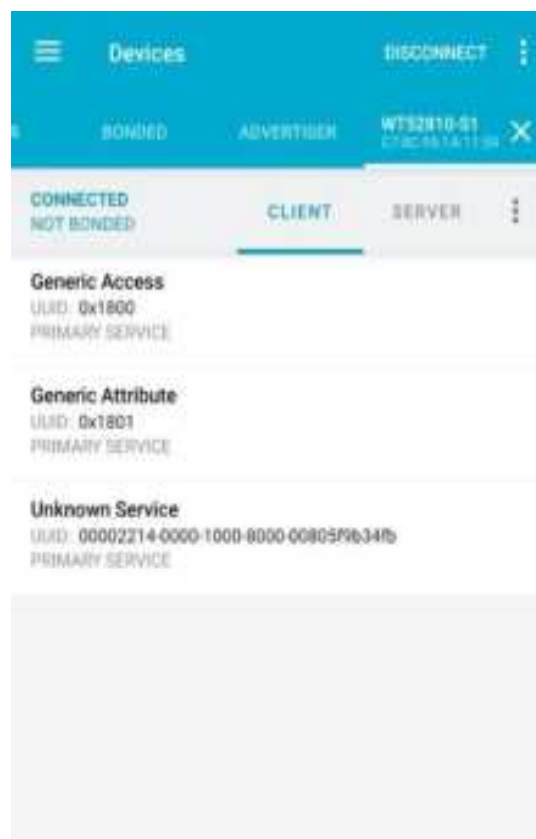 Devices
DISCONNECT
BONDED
ADVERTISER
WT52810-S1
CONNECTED
NOT BONDED
CLIENT
SERVER
Generic Access
UUID: 0x1800
PRIMARY SERVICE
Generic Attribute
UUID: 0x1801
PRIMARY SERVICE
Unknown Service
UUID: 00002214-0000-1000-8000-00805f9b34fb
PRIMARY SERVICE